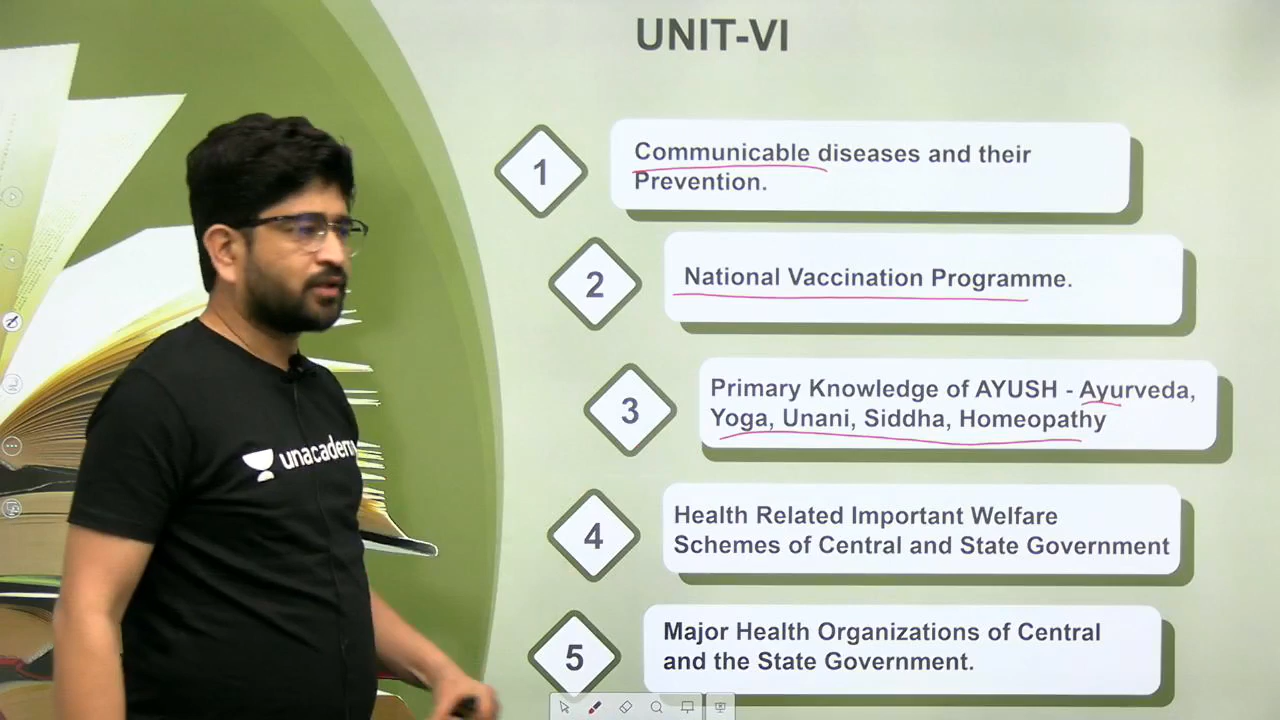 UNIT-VI
1
Communicable diseases and their
Prevention.
2
National Vaccination Programme.
3
Primary Knowledge of AYUSH - Ayurveda,
Yoga, Unani, Siddha, Homeopathy
4
Health Related Important Welfare
Schemes of Central and State Government
5
Major Health Organizations of Central
and the State Government.
unacademy